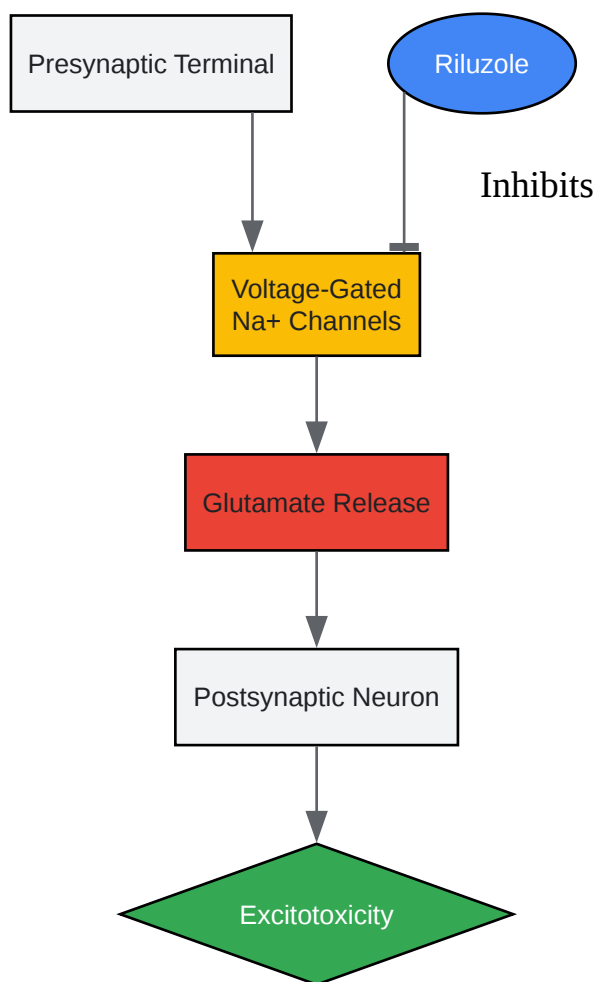 Presynaptic Terminal
Riluzole
Inhibits
Voltage-Gated
Na+ Channels
Glutamate Release
Postsynaptic Neuron
Excitotoxicity